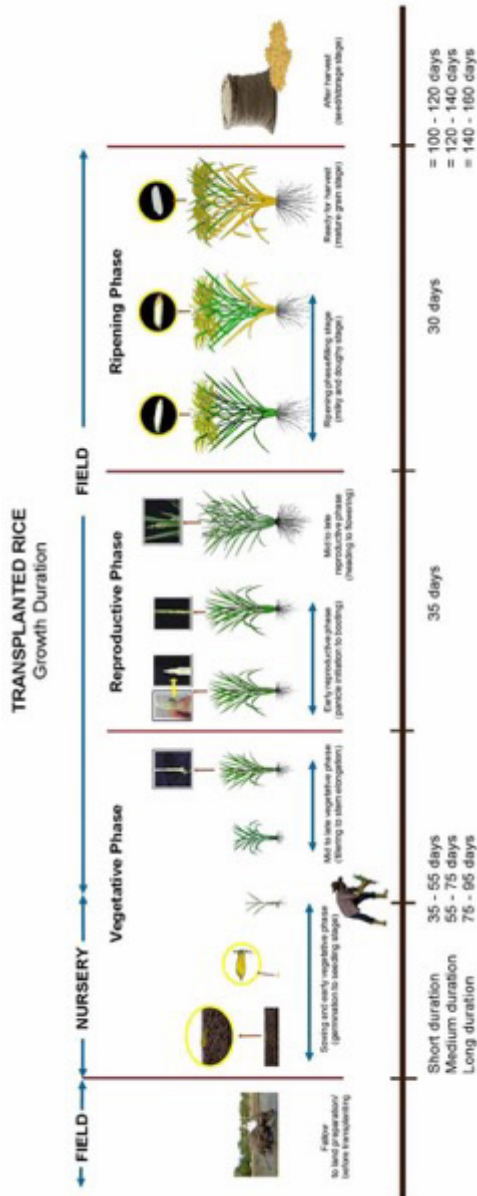 TRANSPLANTED RICE
Growth Duration
FIELD
NURSERY
FIELD
Vegetative Phase
Reproductive Phase
Ripening Phase
Fallow
to land preparation/
before transplanting
Sowing and early vegetative phase
(germination to seedling stage)
Mid to late vegetative phase
(tillering to stem elongation)
Early reproductive phase
(panicle initiation to booting)
Mid to late
reproductive phase
(heading to flowering)
Ripening phase/filling stage
(milky and doughy stage)
Ready for harvest
(mature grain stage)
After harvest
(seed/storage stage)
Short duration 35 - 55 days 35 days 30 days = 100 - 120 days
Medium duration 55 - 75 days = 120 - 140 days
Long duration 75 - 95 days = 140 - 160 days